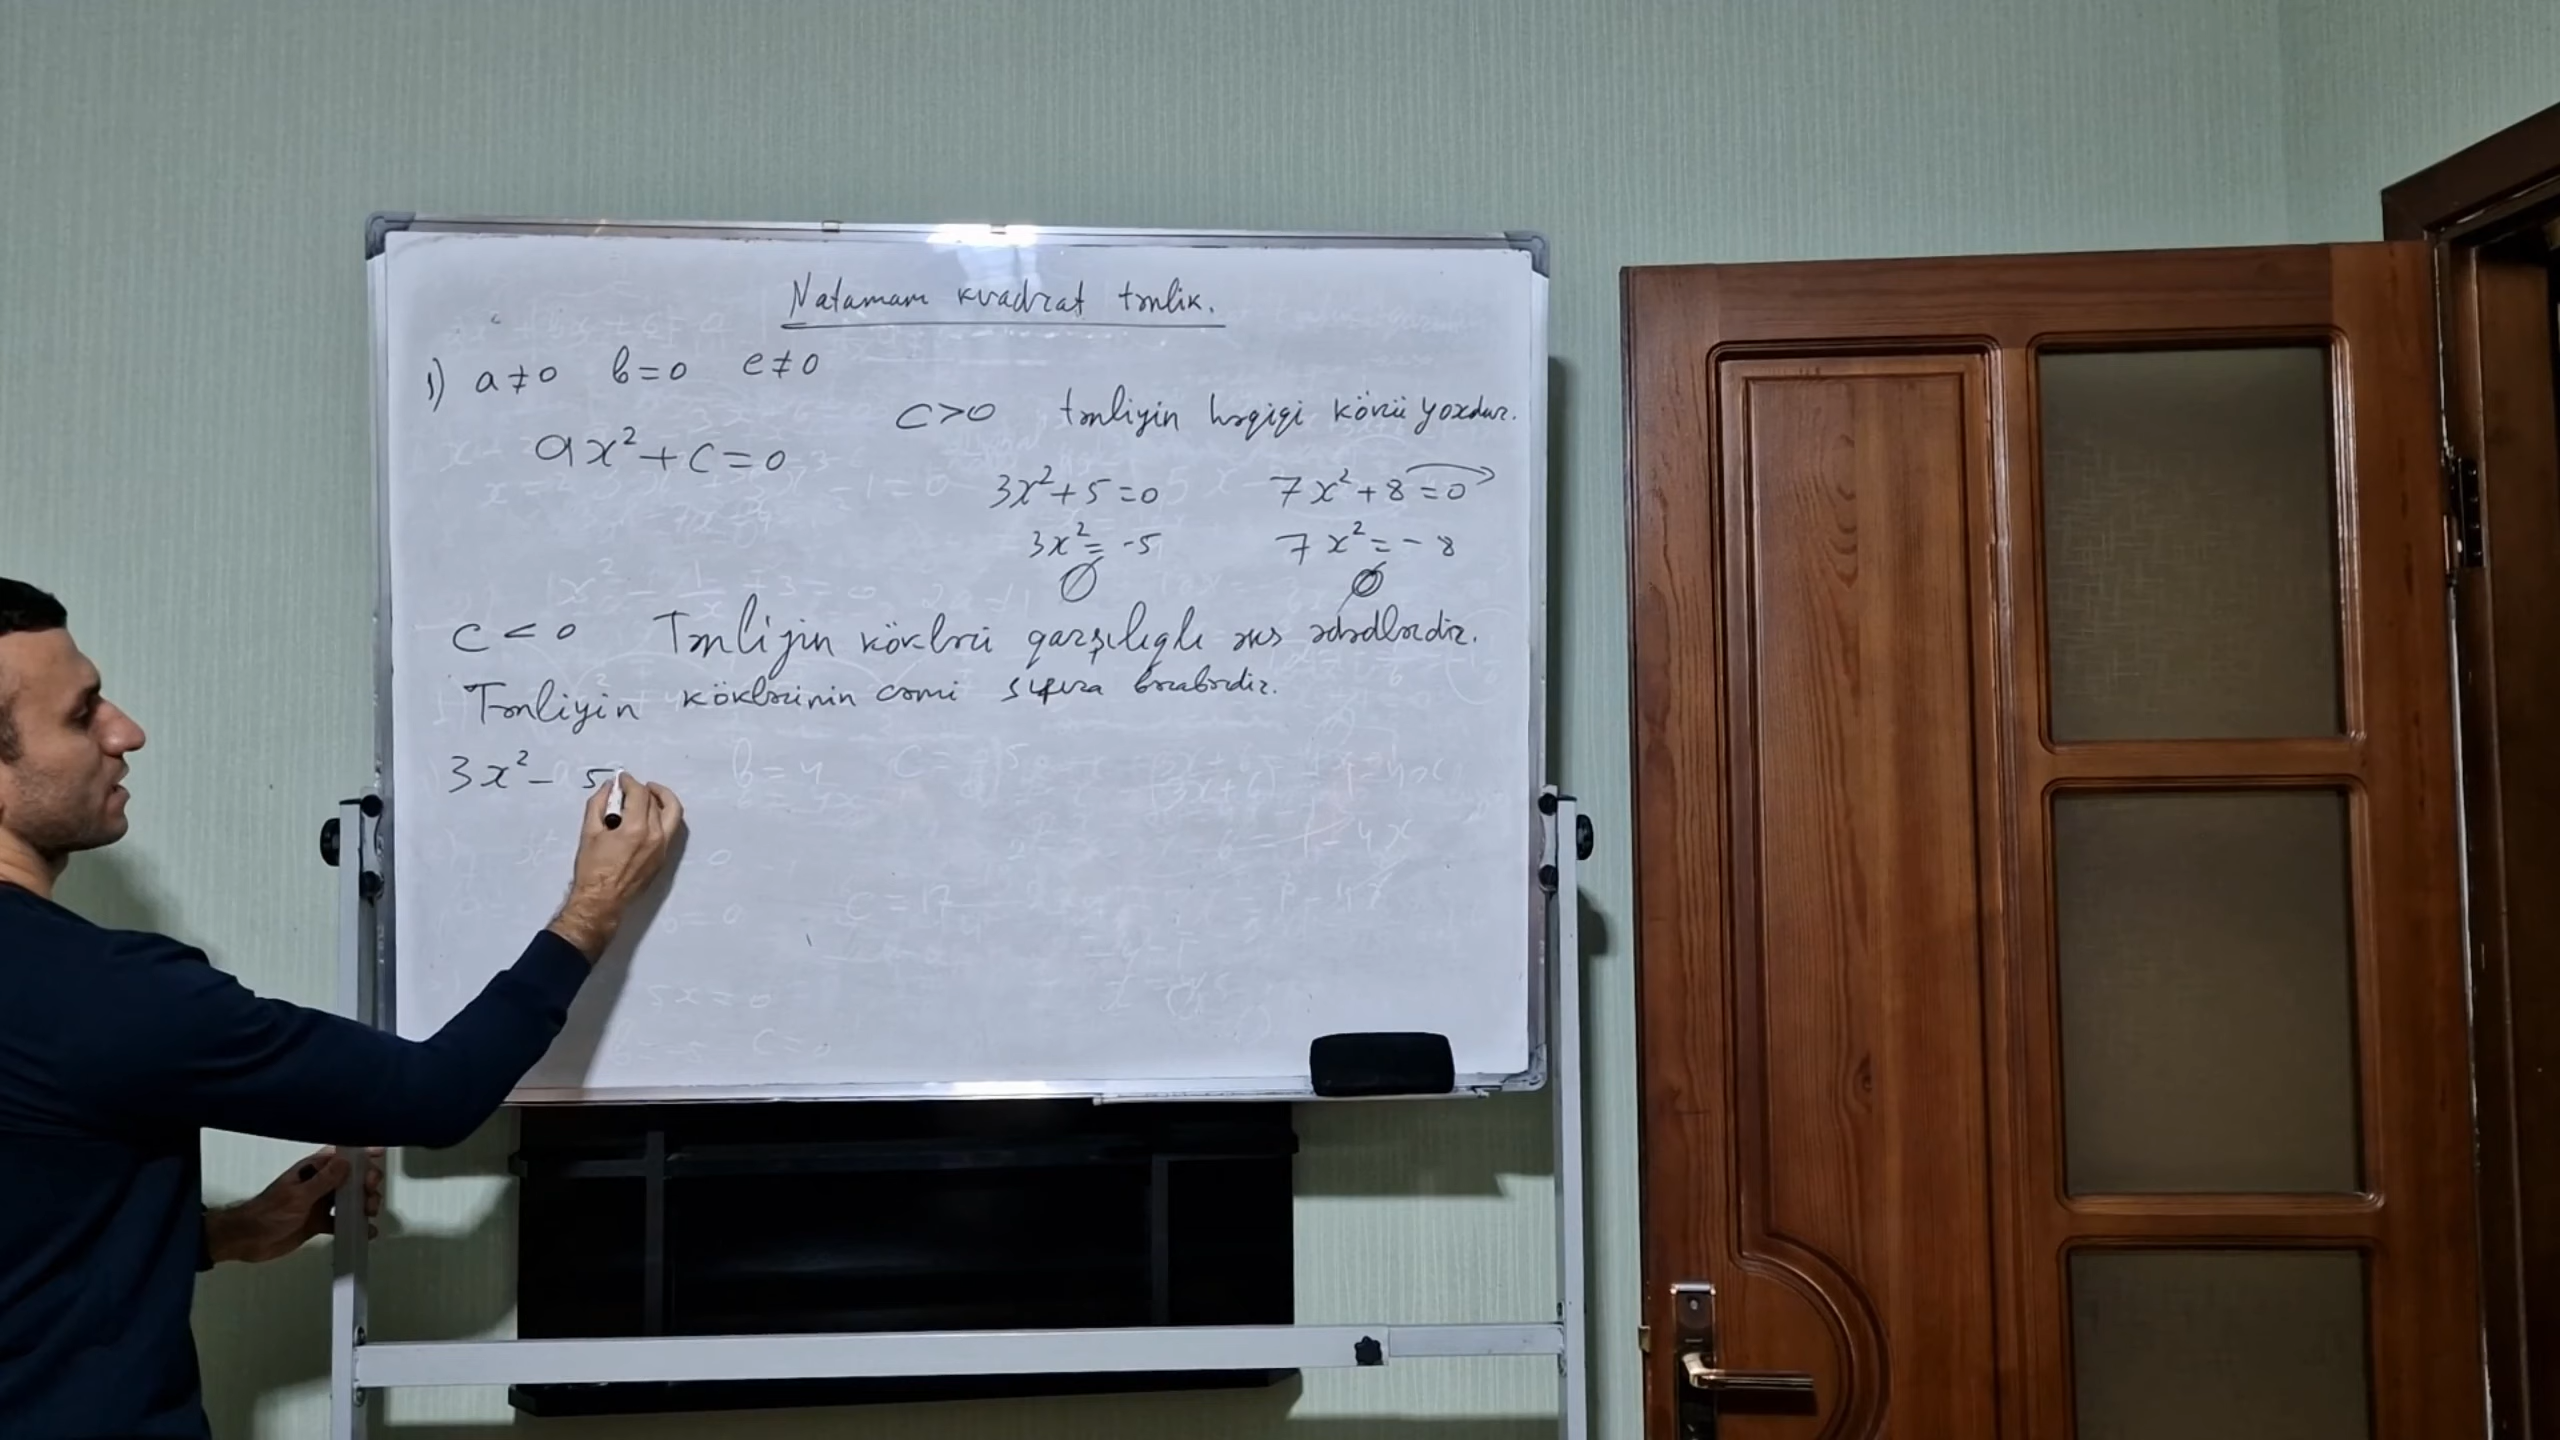 Natamam kvadrat tənlik.
1) a≠0 b=0 c≠0
ax²+c=0
c>0 tənliyin həqiqi kökü yoxdur.
3x²+5=0 7x²+8=0
3x²=-5 7x²=-8
∅ ∅
c<0 Tənliyin kökləri qarşılıqlı əks ədədlərdir.
Tənliyin köklərinin cəmi sıfıra bərabərdir.
3x²-5